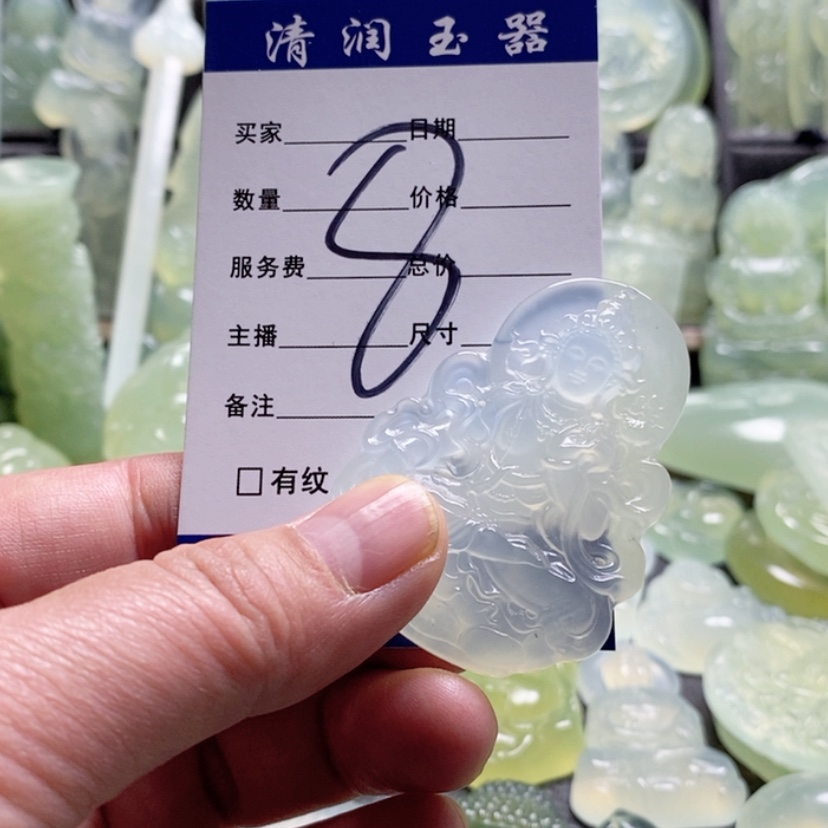 清润玉器
买家 日期
数量 价格
服务费 总价
主播 尺寸
备注
□有纹
8